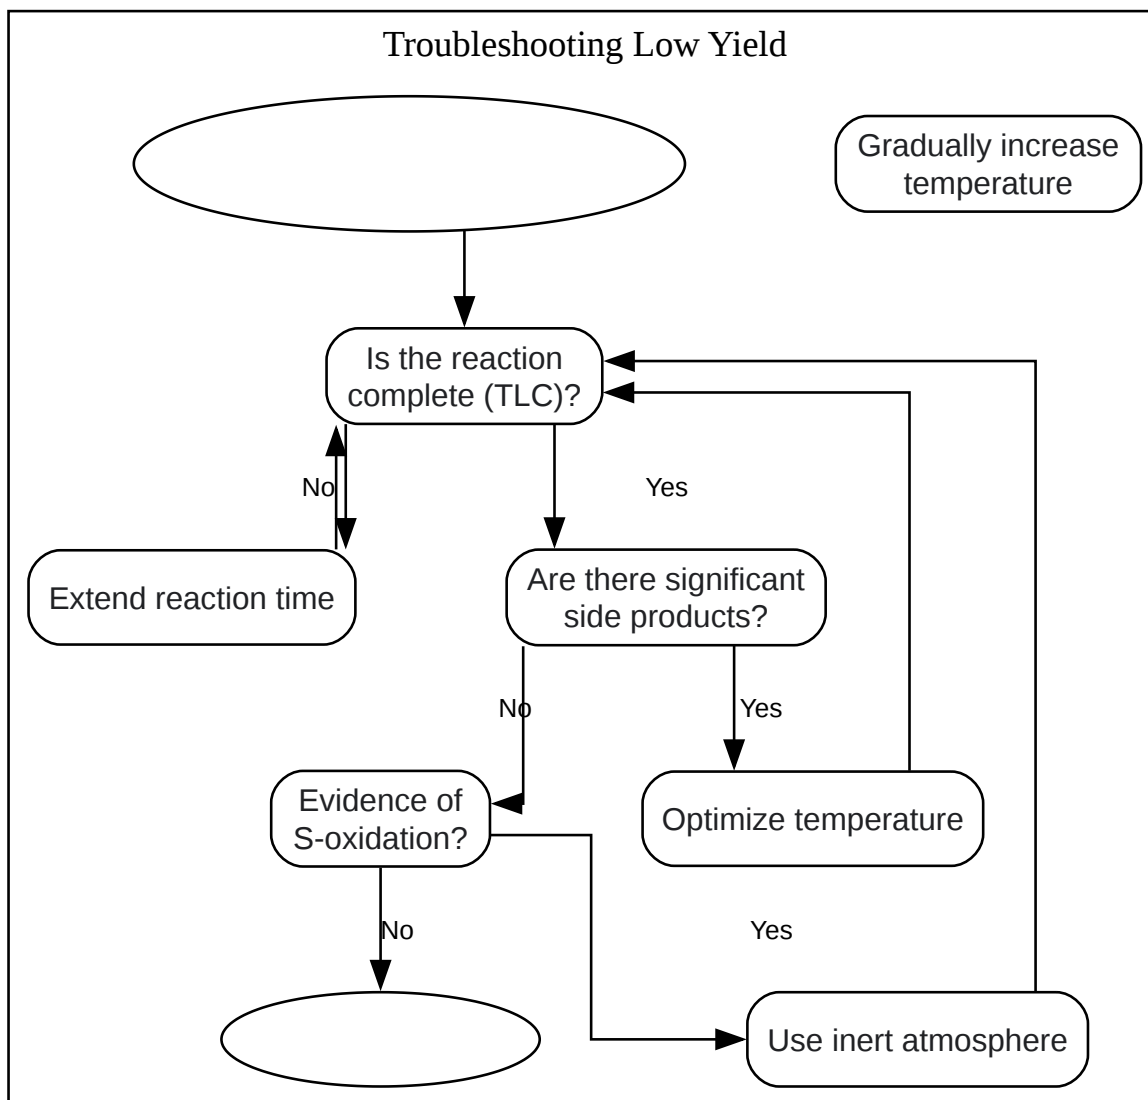 Troubleshooting Low Yield
Gradually increase
temperature
Is the reaction
complete (TLC)?
No
Yes
Extend reaction time
Are there significant
side products?
No
Yes
Evidence of
S-oxidation?
Optimize temperature
No
Yes
Use inert atmosphere